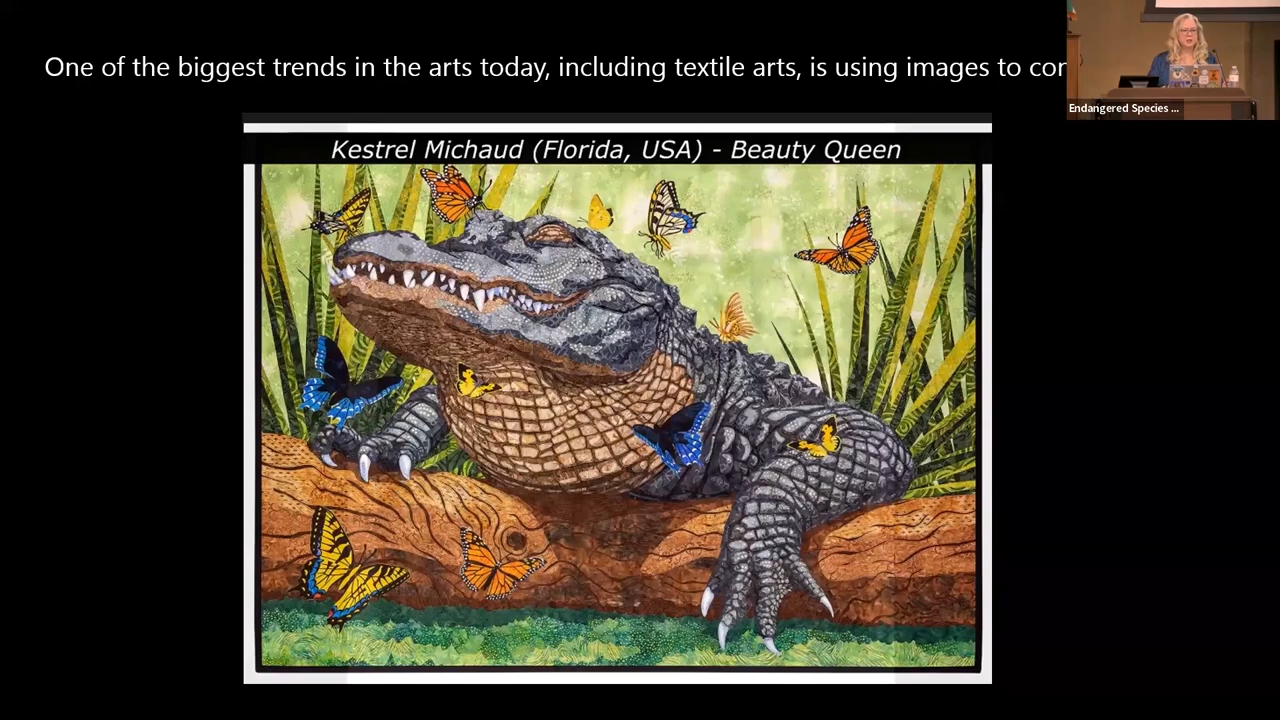 One of the biggest trends in the arts today, including textile arts, is using images to con
Endangered Species ...
Kestrel Michaud (Florida, USA) - Beauty Queen